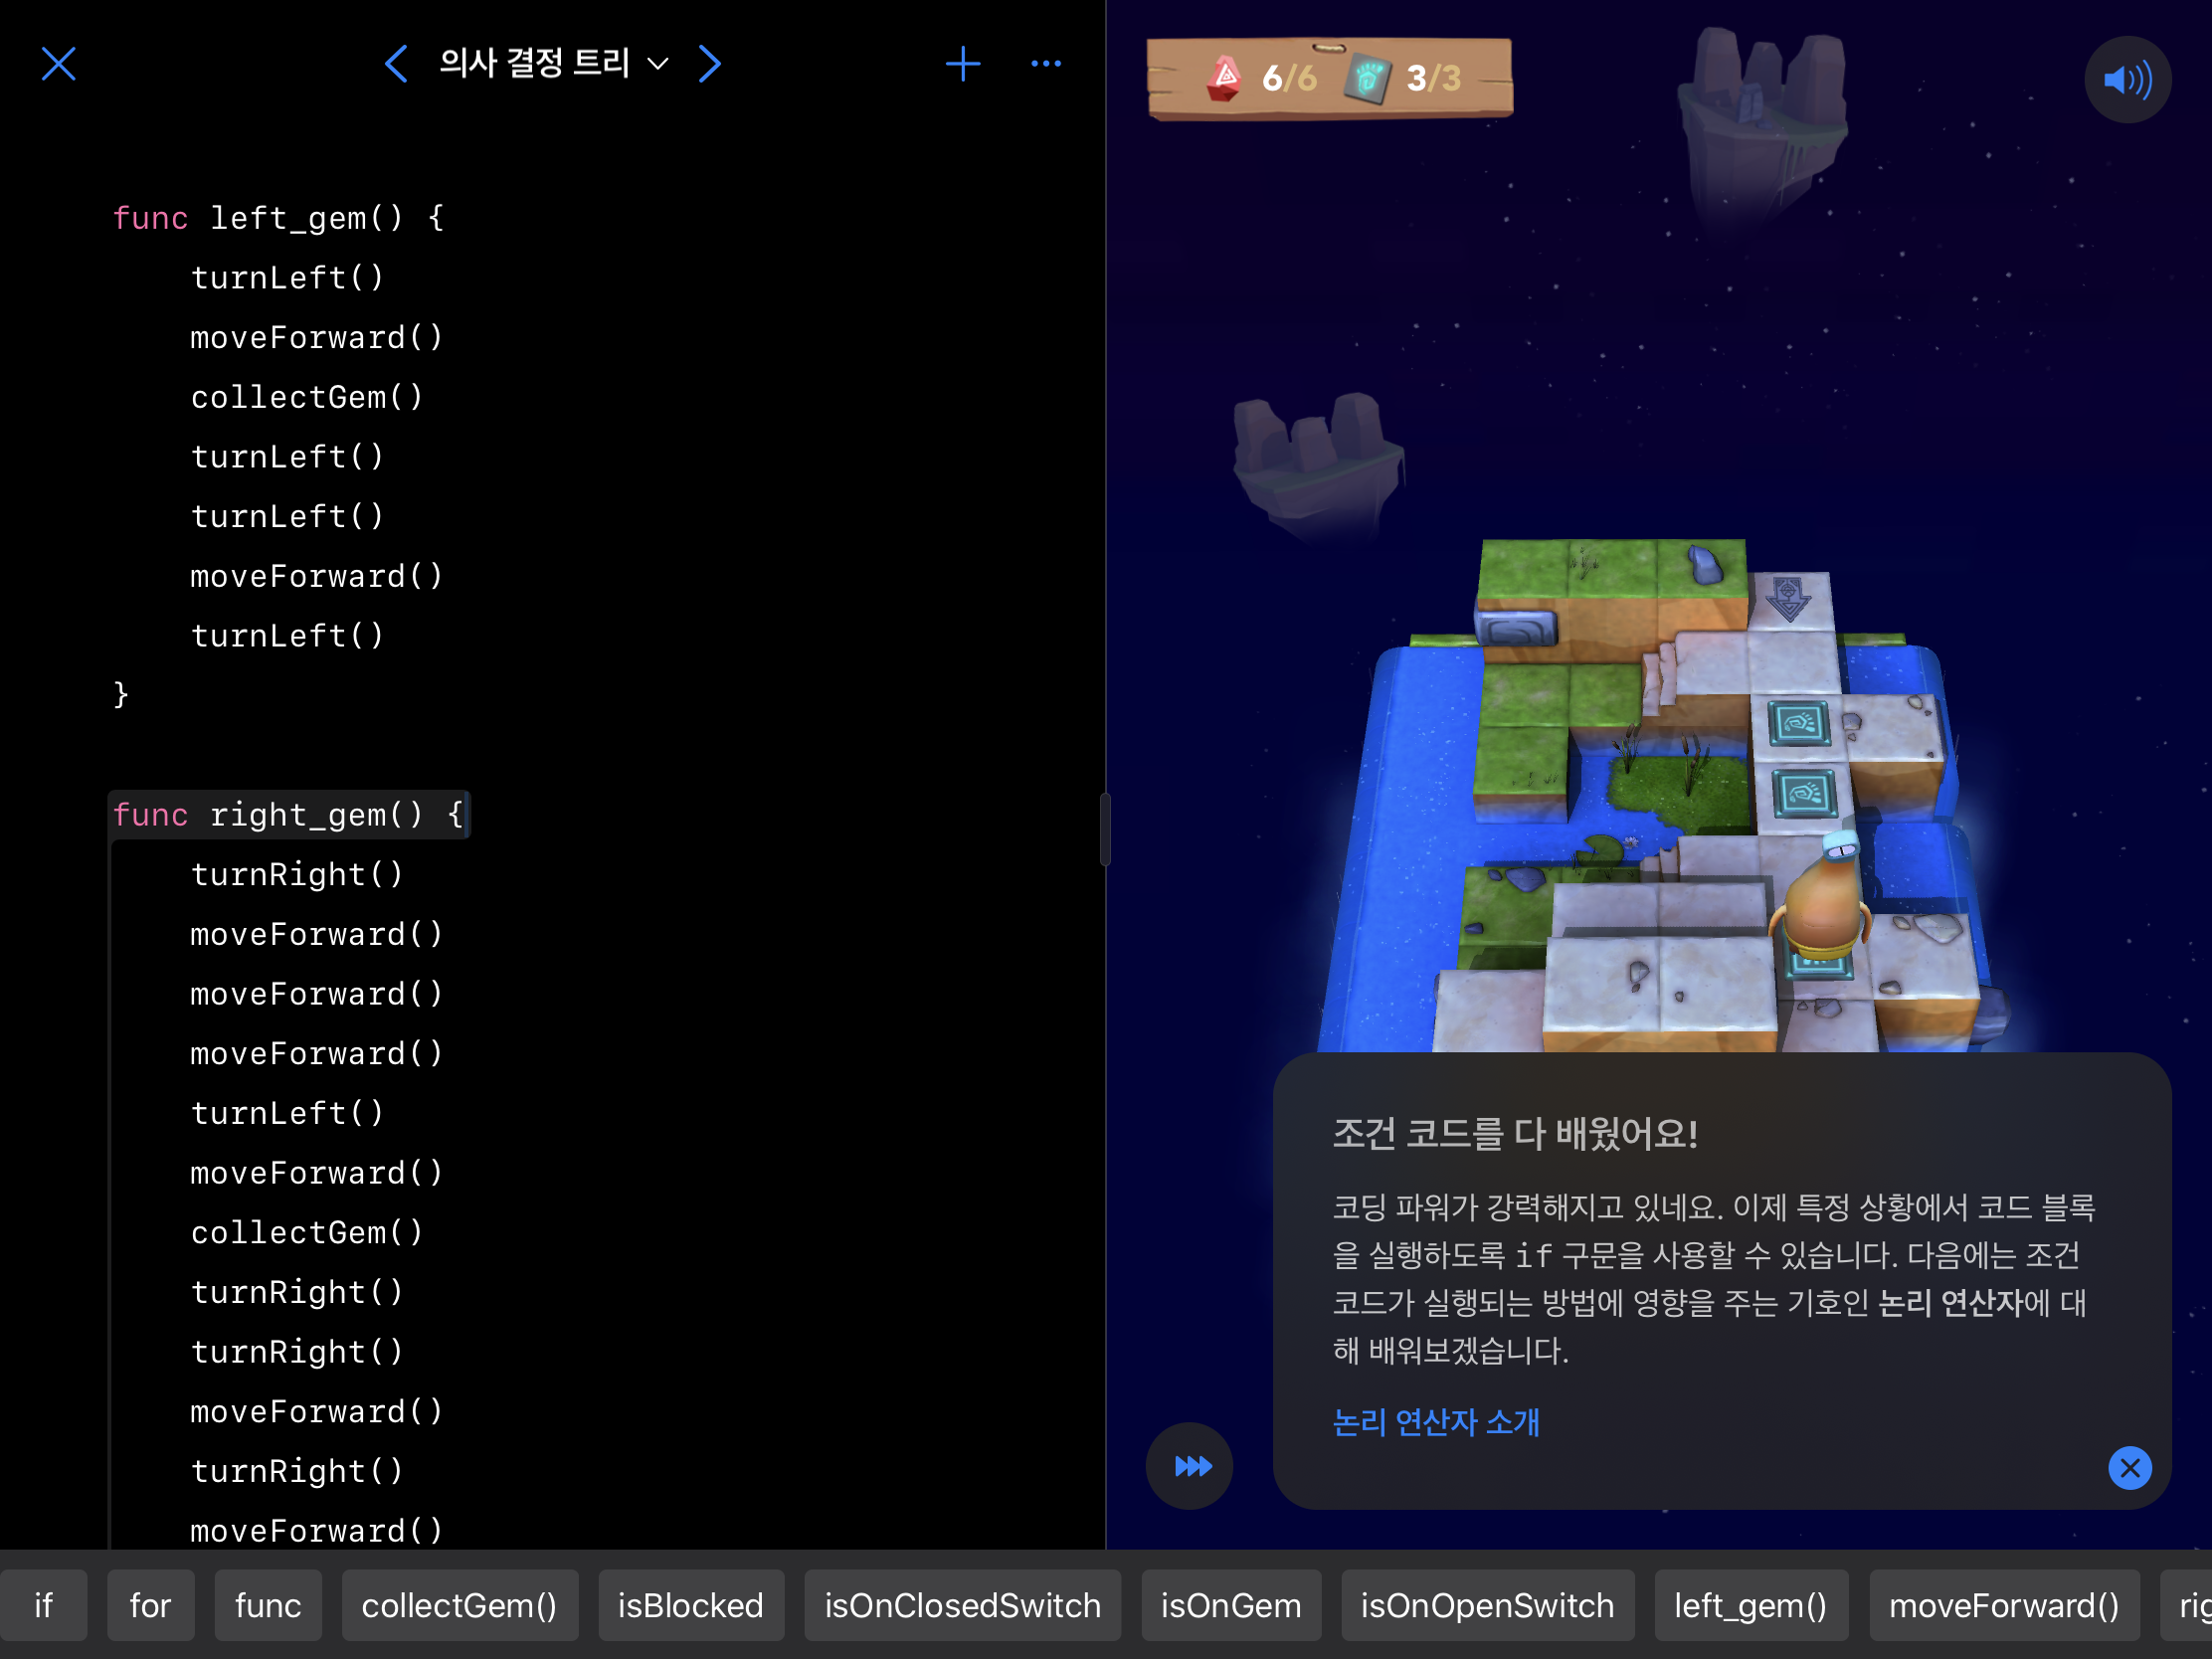 의사 결정 트리
func left_gem() {
turnLeft()
moveForward()
collectGem()
turnLeft()
turnLeft()
moveForward()
turnLeft()
}
func right_gem() {
turnRight()
moveForward()
moveForward()
moveForward()
turnLeft()
moveForward()
collectGem()
turnRight()
turnRight()
moveForward()
turnRight()
moveForward()
6/6 3/3
조건 코드를 다 배웠어요!
코딩 파워가 강력해지고 있네요. 이제 특정 상황에서 코드 블록
을 실행하도록 if 구문을 사용할 수 있습니다. 다음에는 조건
코드가 실행되는 방법에 영향을 주는 기호인 논리 연산자에 대
해 배워보겠습니다.
논리 연산자 소개
if for func collectGem() isBlocked isOnClosedSwitch isOnGem isOnOpenSwitch left_gem() moveForward()